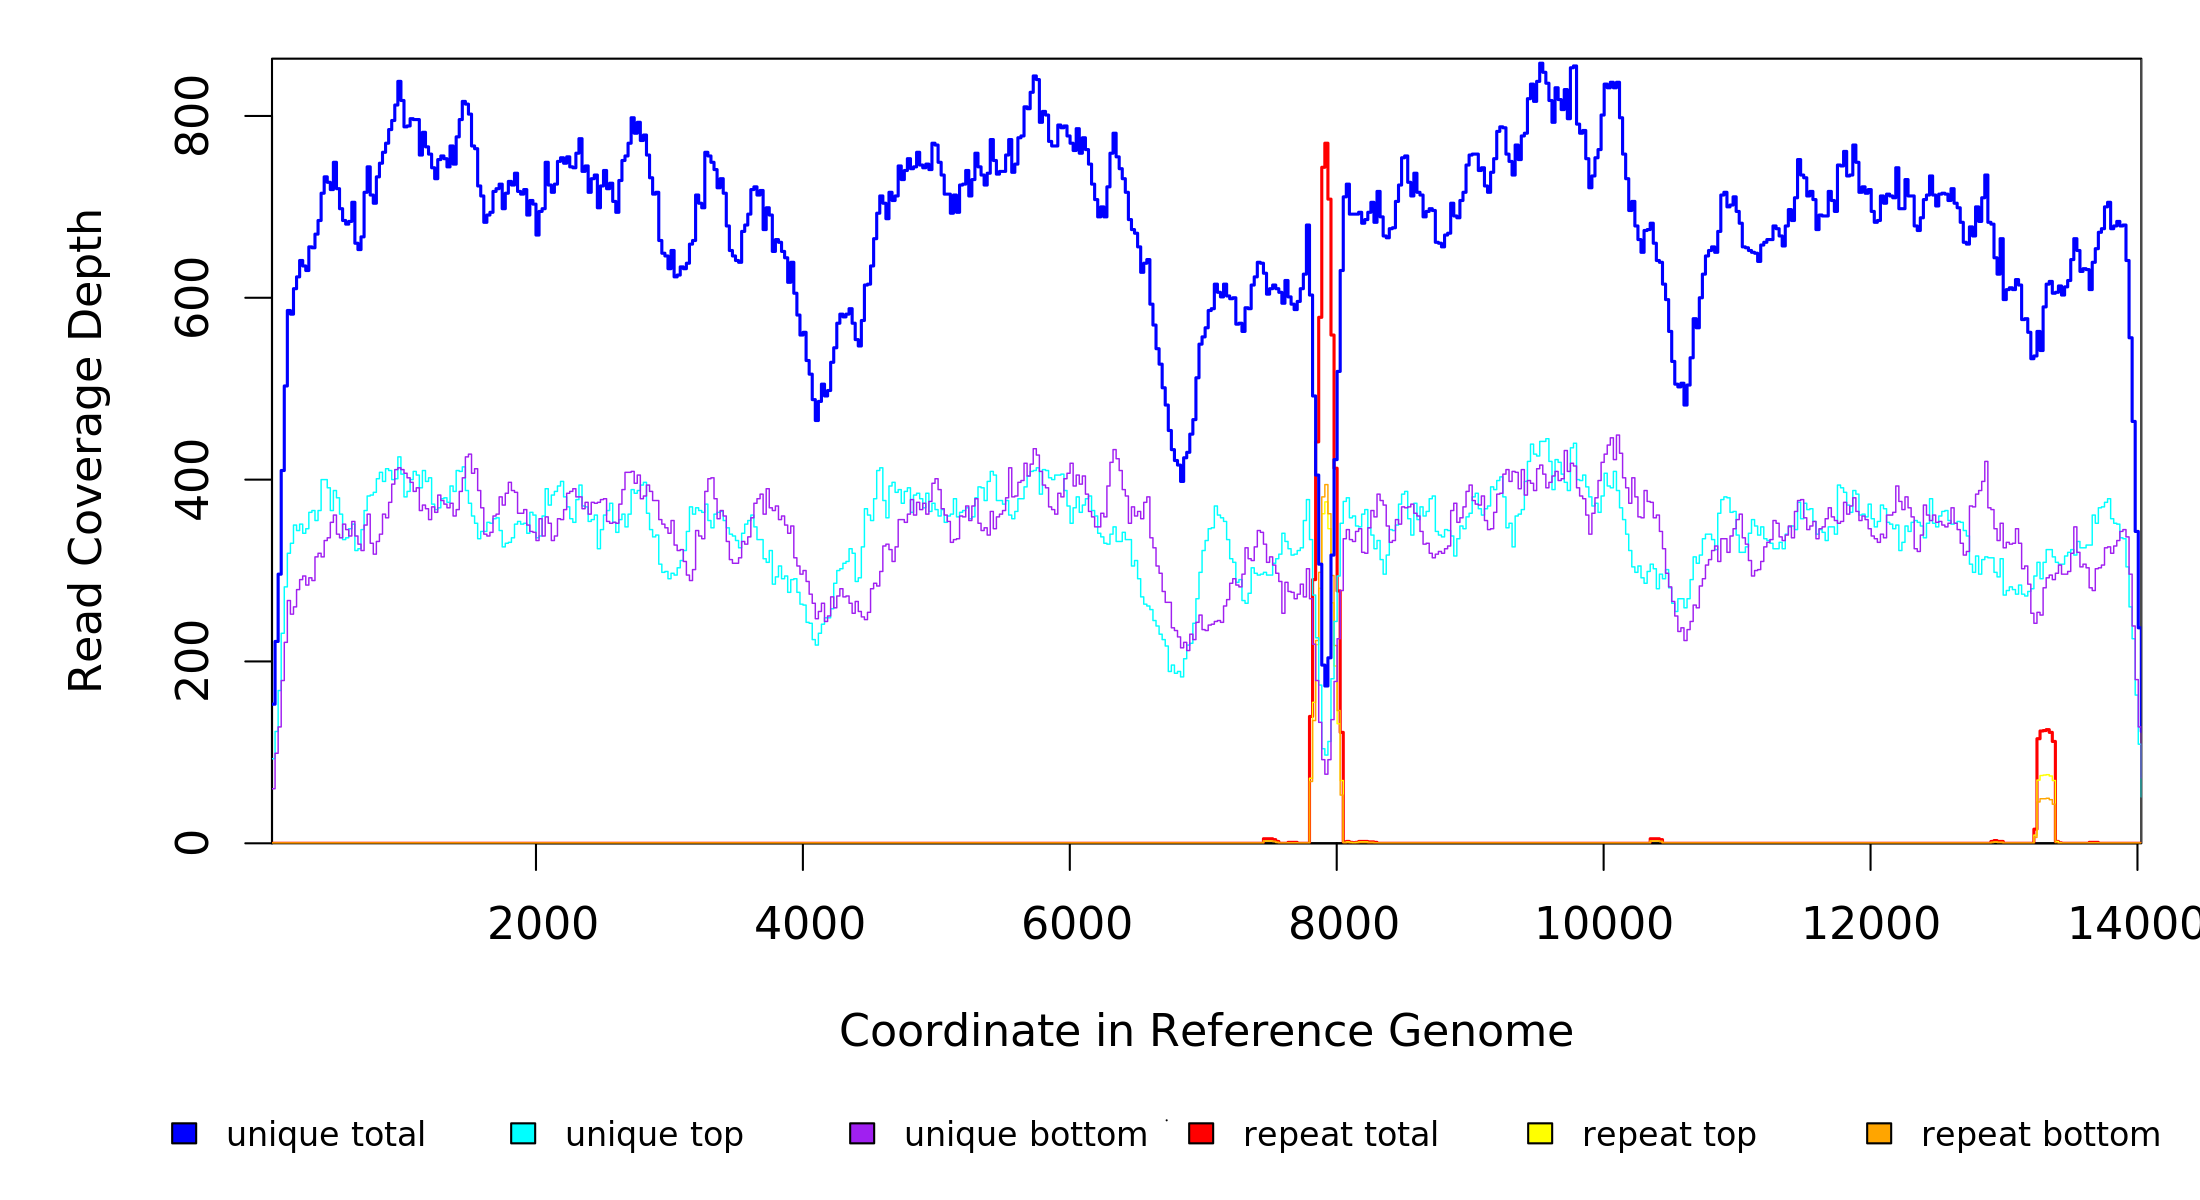 Read Coverage Depth
800
600
400
200
0
2000 4000 6000 8000 10000 12000 14000
Coordinate in Reference Genome
unique total unique top unique bottom repeat total repeat top repeat bottom